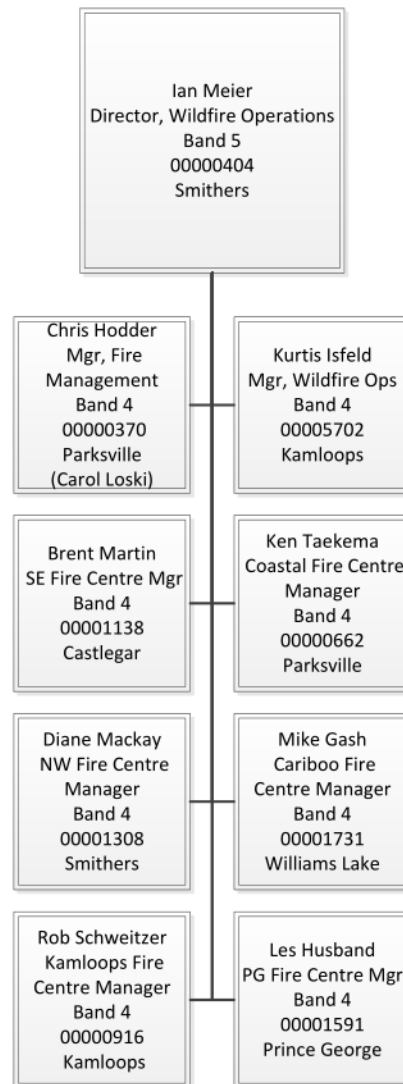 Ian Meier
Director, Wildfire Operations
Band 5
00000404
Smithers
Chris Hodder
Mgr, Fire
Management
Band 4
00000370
Parksville
(Carol Loski)
Kurtis Isfeld
Mgr, Wildfire Ops
Band 4
00005702
Kamloops
Brent Martin
SE Fire Centre Mgr
Band 4
00001138
Castlegar
Ken Taekema
Coastal Fire Centre
Manager
Band 4
00000662
Parksville
Diane Mackay
NW Fire Centre
Manager
Band 4
00001308
Smithers
Mike Gash
Cariboo Fire
Centre Manager
Band 4
00001731
Williams Lake
Rob Schweitzer
Kamloops Fire
Centre Manager
Band 4
00000916
Kamloops
Les Husband
PG Fire Centre Mgr
Band 4
00001591
Prince George